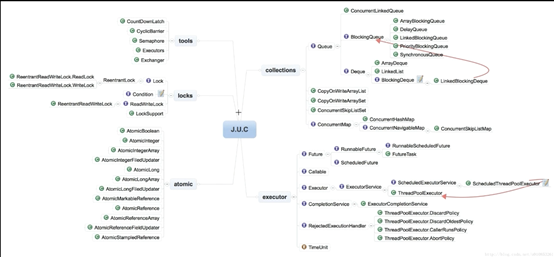 CountDownLatch
CyclicBarrier
Semaphore
Executors
Exchanger
tools
ReentrantReadWriteLock.ReadLock
ReentrantReadWriteLock.WriteLock
ReentrantLock
Lock
Condition
ReentrantReadWriteLock
ReadWriteLock
LockSupport
locks
AtomicBoolean
AtomicInteger
AtomicIntegerArray
AtomicIntegerFiledUpdater
AtomicLong
AtomicLongArray
AtomicLongFiledUpdater
AtomicMarkableReference
AtomicReference
AtomicReferenceArray
AtomicReferenceFieldUpdater
AtomicStampledReference
atomic
J.U.C
collections
Queue
ConcurrentLinkedQueue
BlockingQueue
ArrayBlockingQueue
DelayQueue
LinkedBlockingQueue
PriorityBlockingQueue
SynchronousQueue
Deque
ArrayDeque
LinkedList
BlockingDeque
LinkedBlockingDeque
CopyOnWriteArrayList
CopyOnWriteArraySet
ConcurrentSkipListSet
ConcurrentMap
ConcurrentHashMap
ConcurrentNavigableMap
ConcurrentSkipListMap
executor
Future
RunnableFuture
RunnableScheduledFuture
FutureTask
ScheduledFuture
Callable
Executor
ExecutorService
ScheduledExecutorService
ScheduledThreadPoolExecutor
ThreadPoolExecutor
CompletionService
ExecutorCompletionService
RejectedExecutionHandler
ThreadPoolExecutor.DiscardPolicy
ThreadPoolExecutor.DiscardOldestPolicy
ThreadPoolExecutor.CallerRunsPolicy
ThreadPoolExecutor.AbortPolicy
TimeUnit